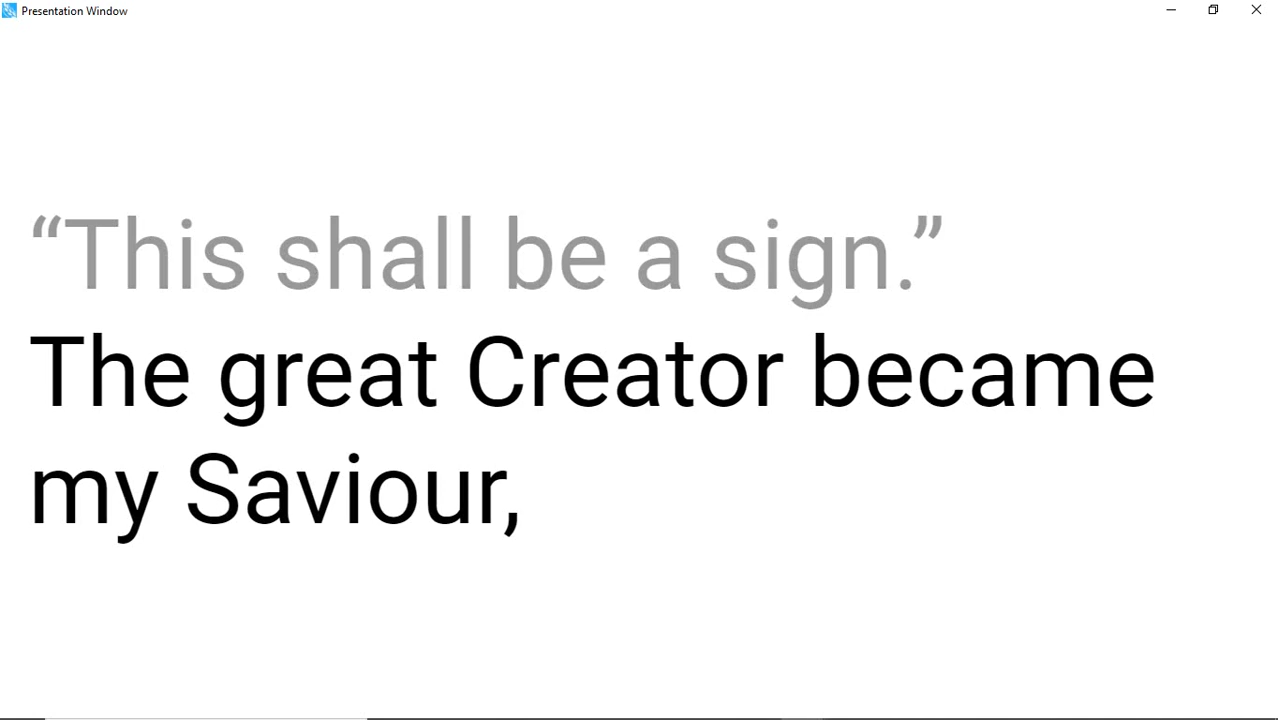 Presentation Window
“This shall be a sign.”
The great Creator became
my Saviour,